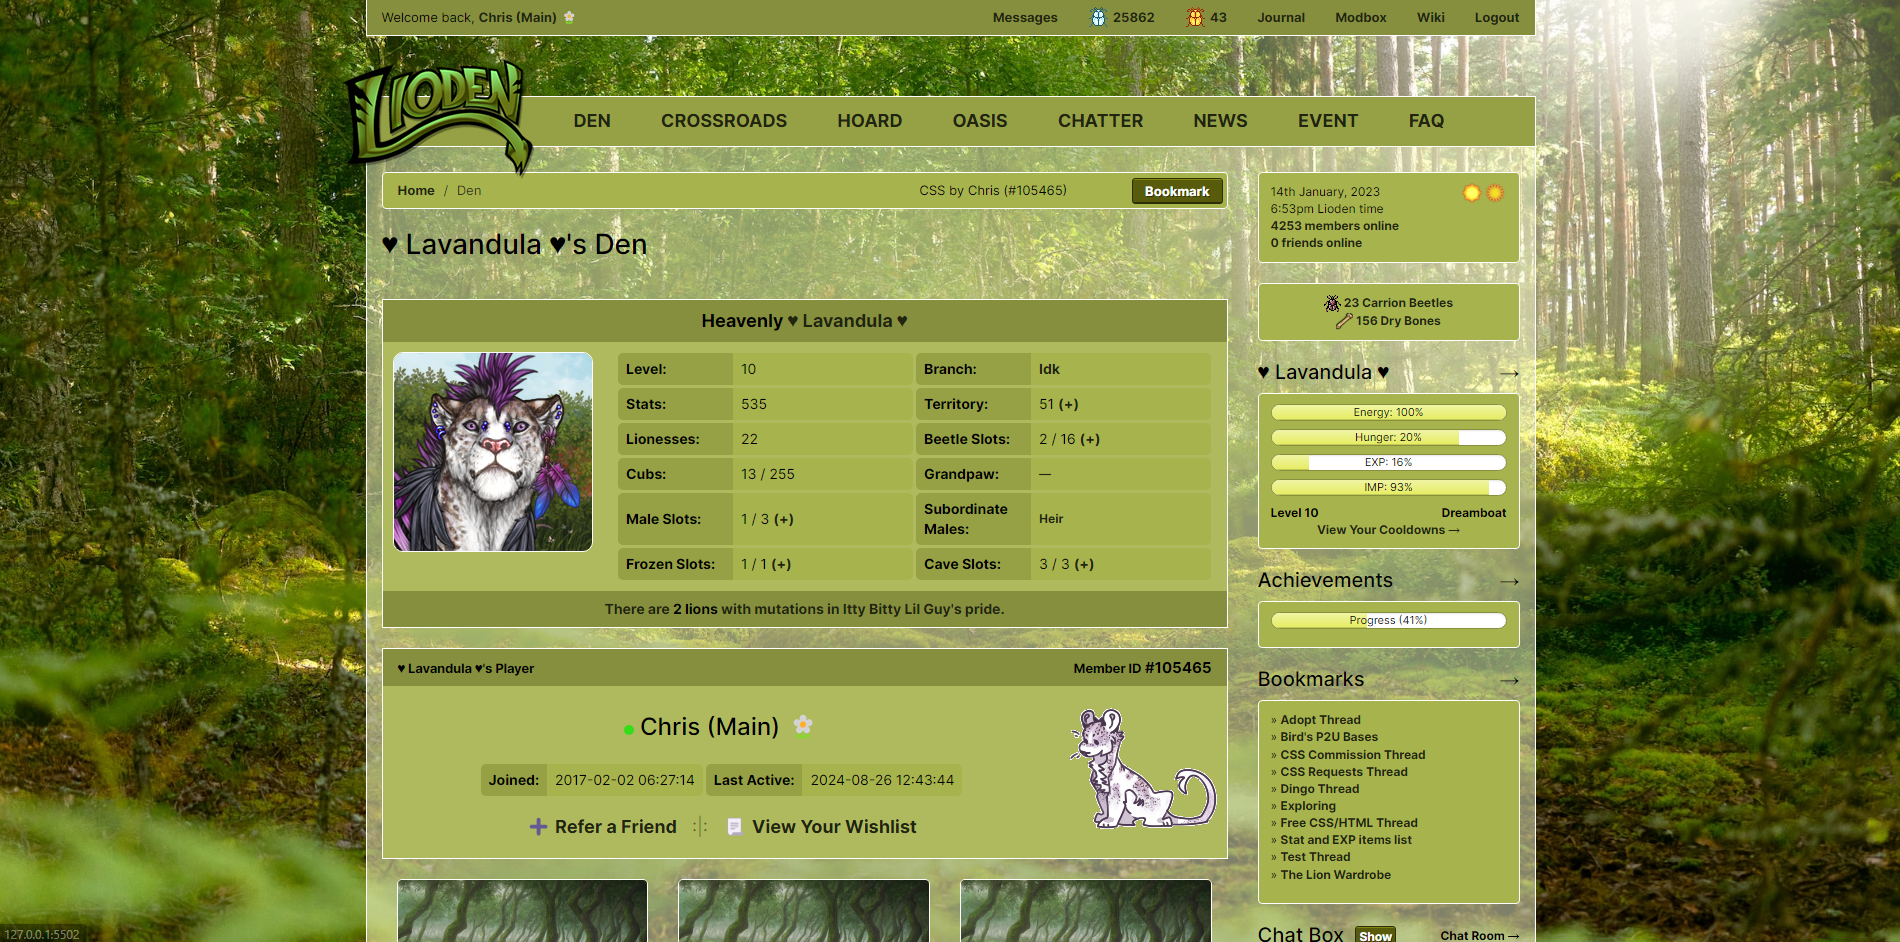 Welcome back, Chris (Main)
Messages 25862 43 Journal Modbox Wiki Logout
LIODEN
DEN CROSSROADS HOARD OASIS CHATTER NEWS EVENT FAQ
Home / Den CSS by Chris (#105465) Bookmark
♥ Lavandula ♥'s Den
Heavenly ♥ Lavandula ♥
Level: 10 Branch: Idk
Stats: 535 Territory: 51 (+)
Lionesses: 22 Beetle Slots: 2 / 16 (+)
Cubs: 13 / 255 Grandpaw: —
Male Slots: 1 / 3 (+) Subordinate Males: Heir
Frozen Slots: 1 / 1 (+) Cave Slots: 3 / 3 (+)
There are 2 lions with mutations in Itty Bitty Lil Guy's pride.
♥ Lavandula ♥'s Player Member ID #105465
Chris (Main)
Joined: 2017-02-02 06:27:14 Last Active: 2024-08-26 12:43:44
Refer a Friend :|: View Your Wishlist
14th January, 2023
6:53pm Lioden time
4253 members online
0 friends online
23 Carrion Beetles
156 Dry Bones
♥ Lavandula ♥ →
Energy: 100%
Hunger: 20%
EXP: 16%
IMP: 93%
Level 10 Dreamboat
View Your Cooldowns →
Achievements →
Progress (41%)
Bookmarks →
» Adopt Thread
» Bird's P2U Bases
» CSS Commission Thread
» CSS Requests Thread
» Dingo Thread
» Exploring
» Free CSS/HTML Thread
» Stat and EXP items list
» Test Thread
» The Lion Wardrobe
Chat Box Show Chat Room →
127.0.0.1:5502